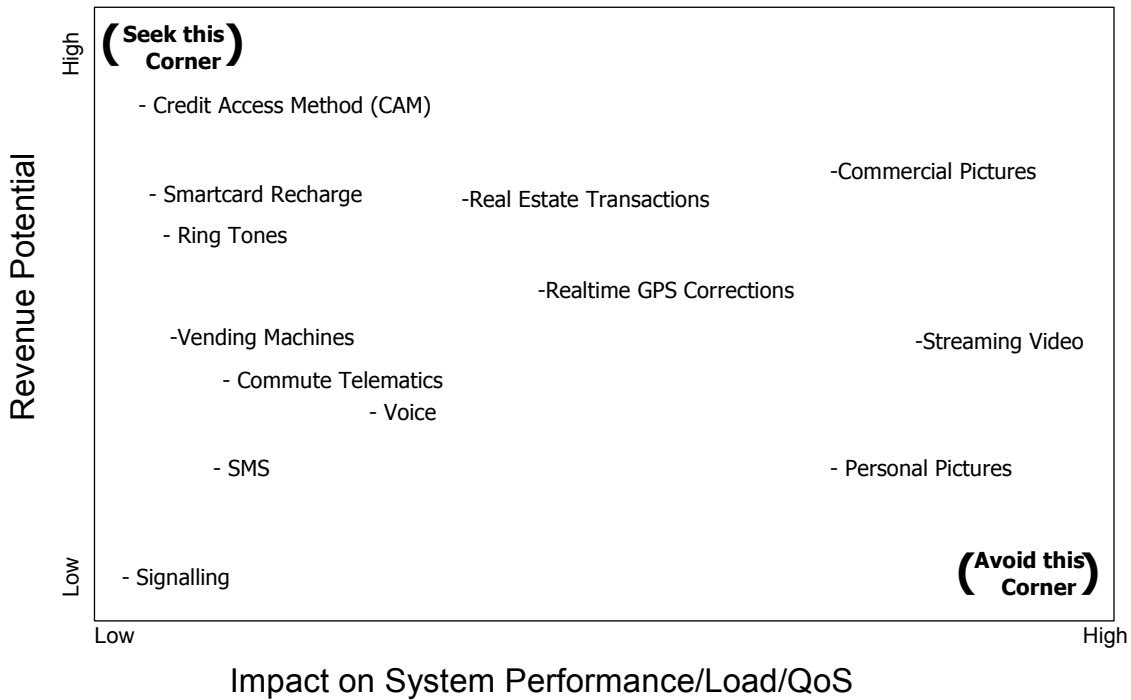 High
(Seek this
Corner)
- Credit Access Method (CAM)
-Commercial Pictures
- Smartcard Recharge
-Real Estate Transactions
- Ring Tones
-Realtime GPS Corrections
Revenue Potential
-Vending Machines
-Streaming Video
- Commute Telematics
- Voice
- SMS
- Personal Pictures
(Avoid this
Corner)
Low
- Signalling
Low
High
Impact on System Performance/Load/QoS